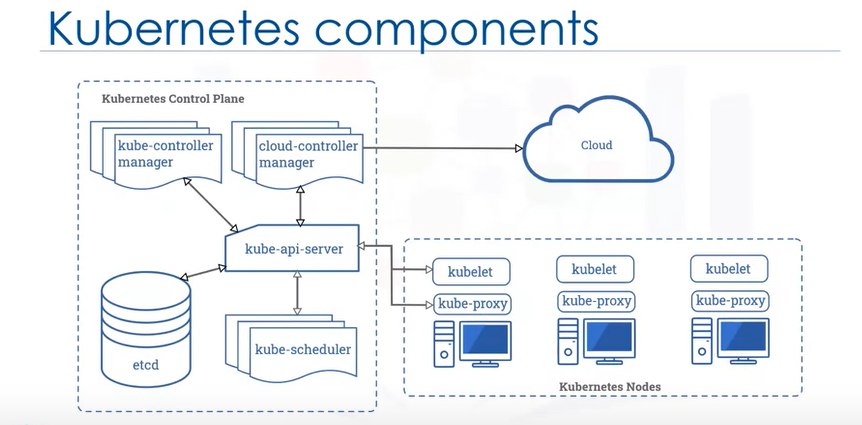 Kubernetes components
Kubernetes Control Plane
kube-controller
manager
cloud-controller
manager
Cloud
kube-api-server
kubelet
kubelet
kubelet
kube-proxy
kube-proxy
kube-proxy
etcd
kube-scheduler
Kubernetes Nodes